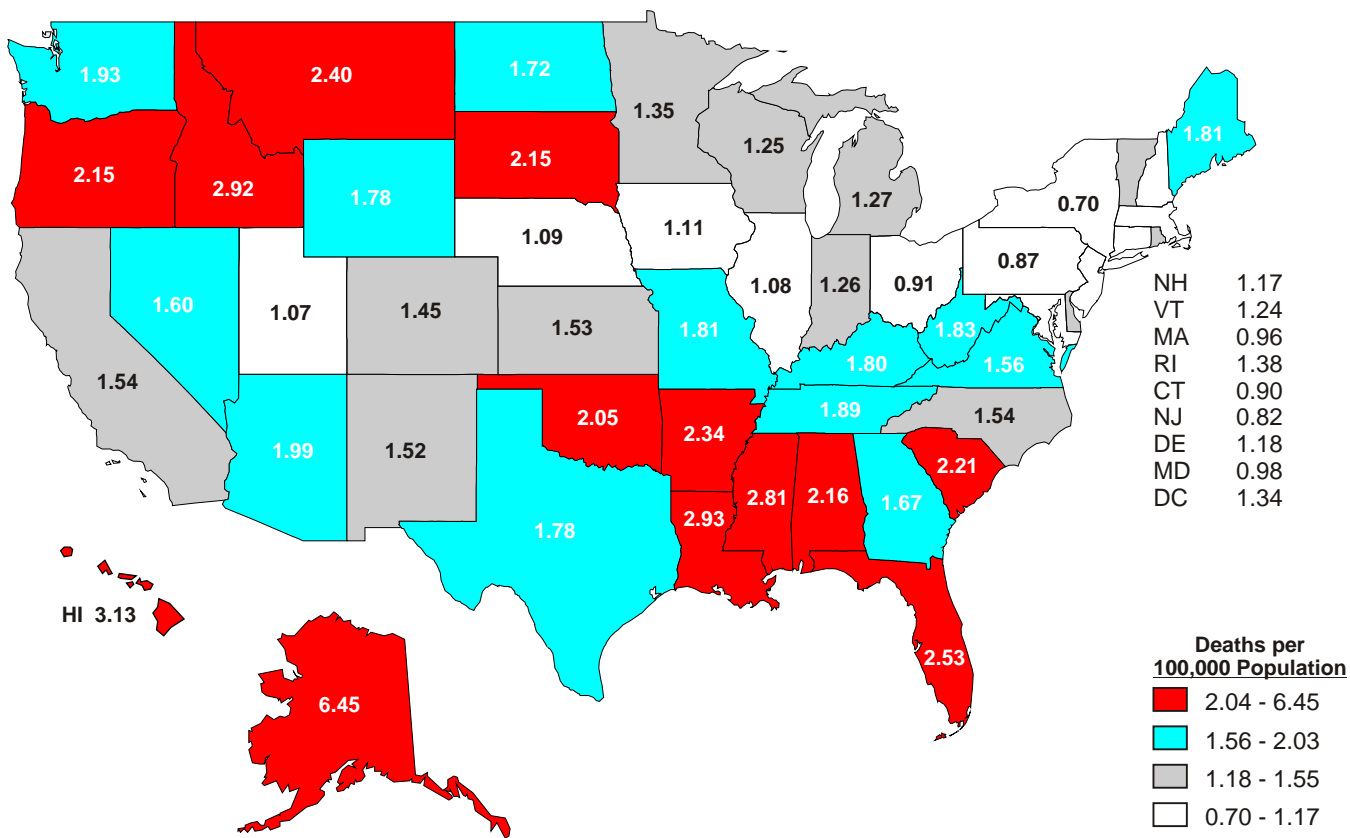 1.93
2.40
1.72
1.35
1.81
2.15
2.92
1.78
2.15
1.25
1.27
0.70
1.09
1.11
0.87
1.60
1.07
1.45
1.53
1.08
1.26
0.91
1.81
1.80
1.83
1.56
1.54
1.99
1.52
2.05
2.34
1.89
1.54
2.21
1.78
2.93
2.81
2.16
1.67
2.53
HI 3.13
6.45
NH 1.17
VT 1.24
MA 0.96
RI 1.38
CT 0.90
NJ 0.82
DE 1.18
MD 0.98
DC 1.34
Deaths per
100,000 Population
2.04 - 6.45
1.56 - 2.03
1.18 - 1.55
0.70 - 1.17